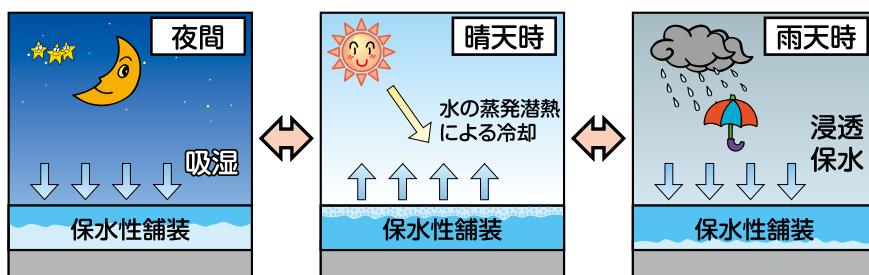 夜間
吸湿
保水性舗装
晴天時
水の蒸発潜熱
による冷却
保水性舗装
雨天時
浸透
保水
保水性舗装